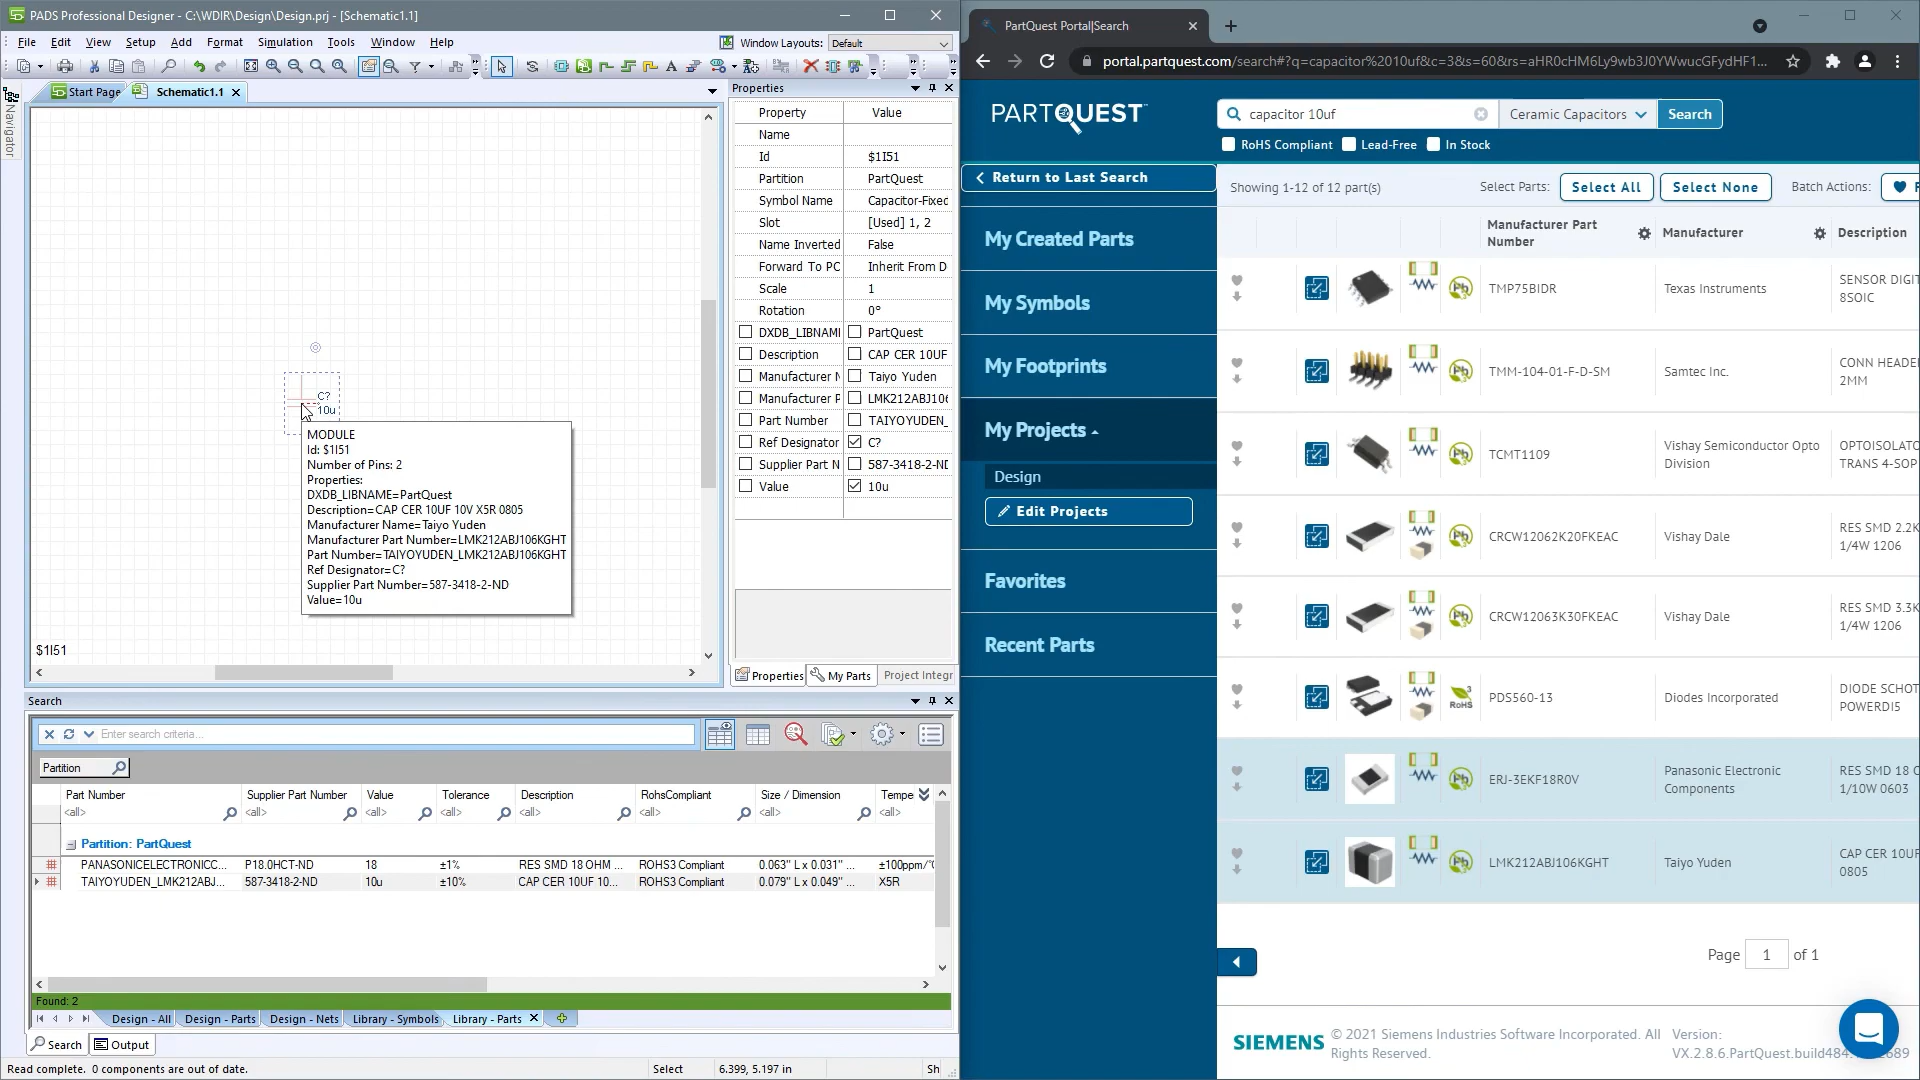 PADS Professional Designer - C:\WDIR\Design\Design.prj - [Schematic1.1]
File Edit View Setup Add Format Simulation Tools Window Help
Window Layouts: Default
Start Page
Schematic1.1
Navigator
C?
10u
MODULE
Id: $1I51
Number of Pins: 2
Properties:
DXDB_LIBNAME=PartQuest
Description=CAP CER 10UF 10V X5R 0805
Manufacturer Name=Taiyo Yuden
Manufacturer Part Number=LMK212ABJ106KGHT
Part Number=TAIYOYUDEN_LMK212ABJ106KGHT
Ref Designator=C?
Supplier Part Number=587-3418-2-ND
Value=10u
$1I51
Properties
Property Value
Name
Id $1I51
Partition PartQuest
Symbol Name Capacitor-Fixed
Slot [Used] 1, 2
Name Inverted False
Forward To PC Inherit From D
Scale 1
Rotation 0°
DXDB_LIBNAM PartQuest
Description CAP CER 10UF
Manufacturer N Taiyo Yuden
Manufacturer P LMK212ABJ106
Part Number TAIYOYUDEN_
Ref Designator C?
Supplier Part N 587-3418-2-ND
Value 10u
Properties My Parts Project Integr
Search
Enter search criteria...
Partition
Part Number Supplier Part Number Value Tolerance Description RohsCompliant Size / Dimension Tempe
<all> <all> <all> <all> <all> <all> <all> <all>
Partition: PartQuest
PANASONICELECTRONICC... P18.0HCT-ND 18 ±1% RES SMD 18 OHM ... ROHS3 Compliant 0.063" L x 0.031" ... ±100ppm/°
TAIYOYUDEN_LMK212ABJ... 587-3418-2-ND 10u ±10% CAP CER 10UF 10... ROHS3 Compliant 0.079" L x 0.049" ... X5R
Found: 2
Design - All Design - Parts Design - Nets Library - Symbols Library - Parts
Search Output
Read complete. 0 components are out of date. Select 6.399, 5.197 in Sh
PartQuest Portal|Search
portal.partquest.com/search#?q=capacitor%2010uf&c=3&s=60&rs=aHR0cHM6Ly9wb3J0YWwucGFydHF1...
PARTQUEST
capacitor 10uf
Ceramic Capacitors
Search
RoHS Compliant Lead-Free In Stock
Return to Last Search
My Created Parts
My Symbols
My Footprints
My Projects
Design
Edit Projects
Favorites
Recent Parts
Showing 1-12 of 12 part(s) Select Parts: Select All Select None Batch Actions: F
Manufacturer Part Number Manufacturer Description
TMP75BIDR Texas Instruments SENSOR DIGIT
8SOIC
TMM-104-01-F-D-SM Samtec Inc. CONN HEADE
2MM
TCMT1109 Vishay Semiconductor Opto OPTOISOLATO
Division TRANS 4-SOP
CRCW12062K20FKEAC Vishay Dale RES SMD 2.2K
1/4W 1206
CRCW12063K30FKEAC Vishay Dale RES SMD 3.3K
1/4W 1206
RoHS
PDS560-13 Diodes Incorporated DIODE SCHOT
POWERDI5
ERJ-3EKF18R0V Panasonic Electronic RES SMD 18 O
Components 1/10W 0603
LMK212ABJ106KGHT Taiyo Yuden CAP CER 10UF
0805
Page 1 of 1
SIEMENS © 2021 Siemens Industries Software Incorporated. All Rights Reserved.
Version:
VX.2.8.6.PartQuest.build484